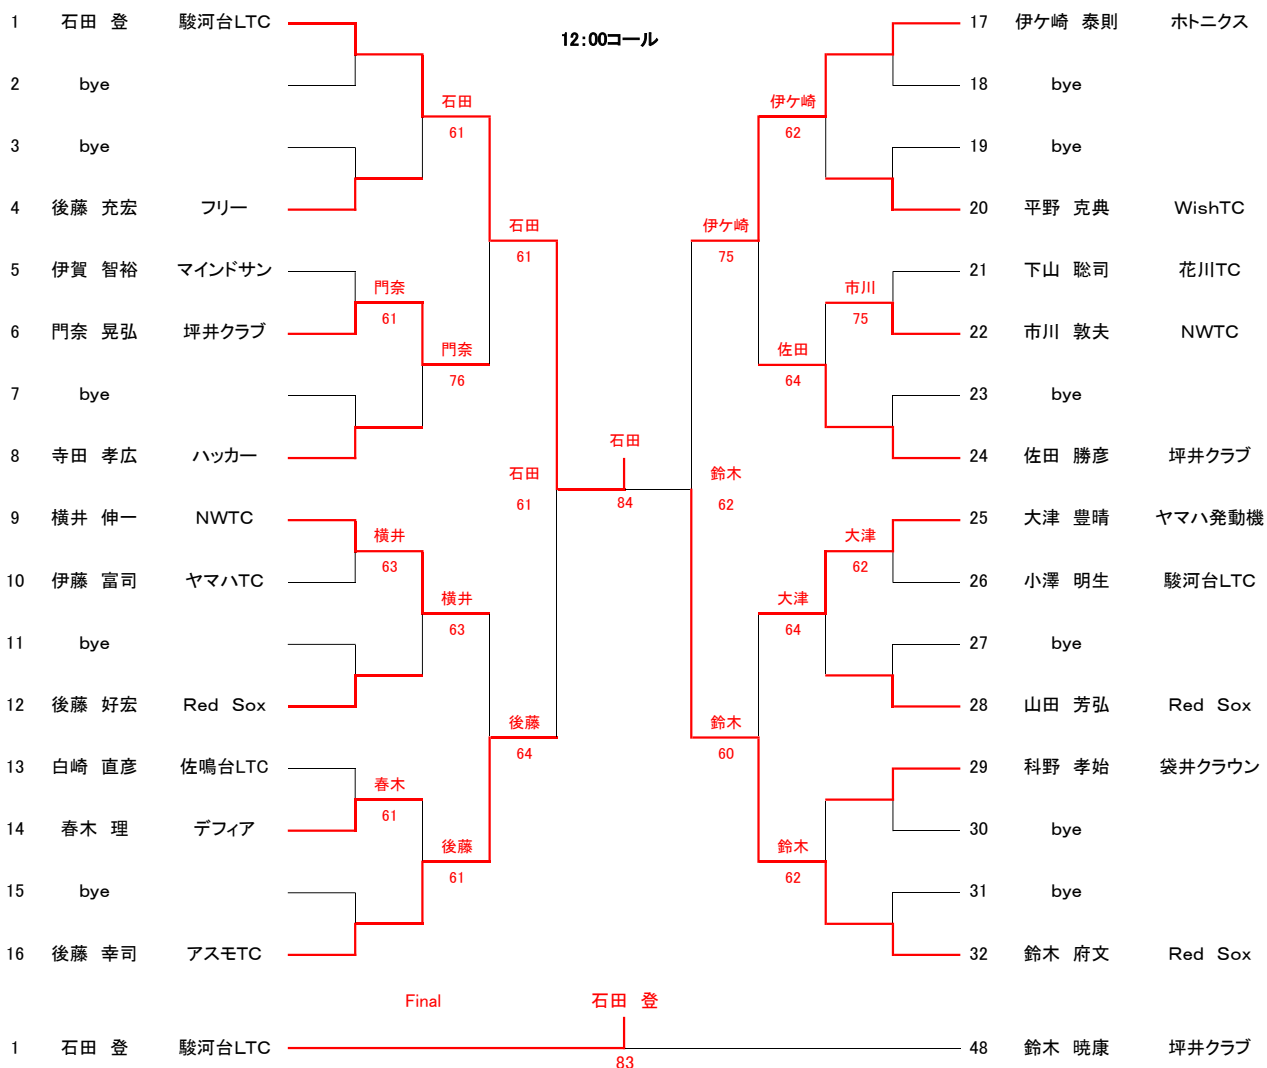 12:00コール
1 石田 登 駿河台LTC
2 bye
石田
61
3 bye
4 後藤 充宏 フリー
石田
61
5 伊賀 智裕 マインドサン
門奈
61
6 門奈 晃弘 坪井クラブ
門奈
76
7 bye
8 寺田 孝広 ハッカー
石田
61
9 横井 伸一 NWTC
横井
63
10 伊藤 富司 ヤマハTC
横井
63
11 bye
12 後藤 好宏 Red Sox
後藤
64
13 白崎 直彦 佐鳴台LTC
春木
61
14 春木 理 デフィア
後藤
61
15 bye
16 後藤 幸司 アスモTC
石田
84
17 伊ケ崎 泰則 ホトニクス
18 bye
伊ケ崎
62
19 bye
20 平野 克典 WishTC
伊ケ崎
75
21 下山 聡司 花川TC
市川
75
22 市川 敦夫 NWTC
佐田
64
23 bye
24 佐田 勝彦 坪井クラブ
鈴木
62
25 大津 豊晴 ヤマハ発動機
大津
62
26 小澤 明生 駿河台LTC
大津
64
27 bye
28 山田 芳弘 Red Sox
鈴木
60
29 科野 孝始 袋井クラウン
30 bye
鈴木
62
31 bye
32 鈴木 府文 Red Sox
Final 石田 登
1 石田 登 駿河台LTC
83
48 鈴木 暁康 坪井クラブ